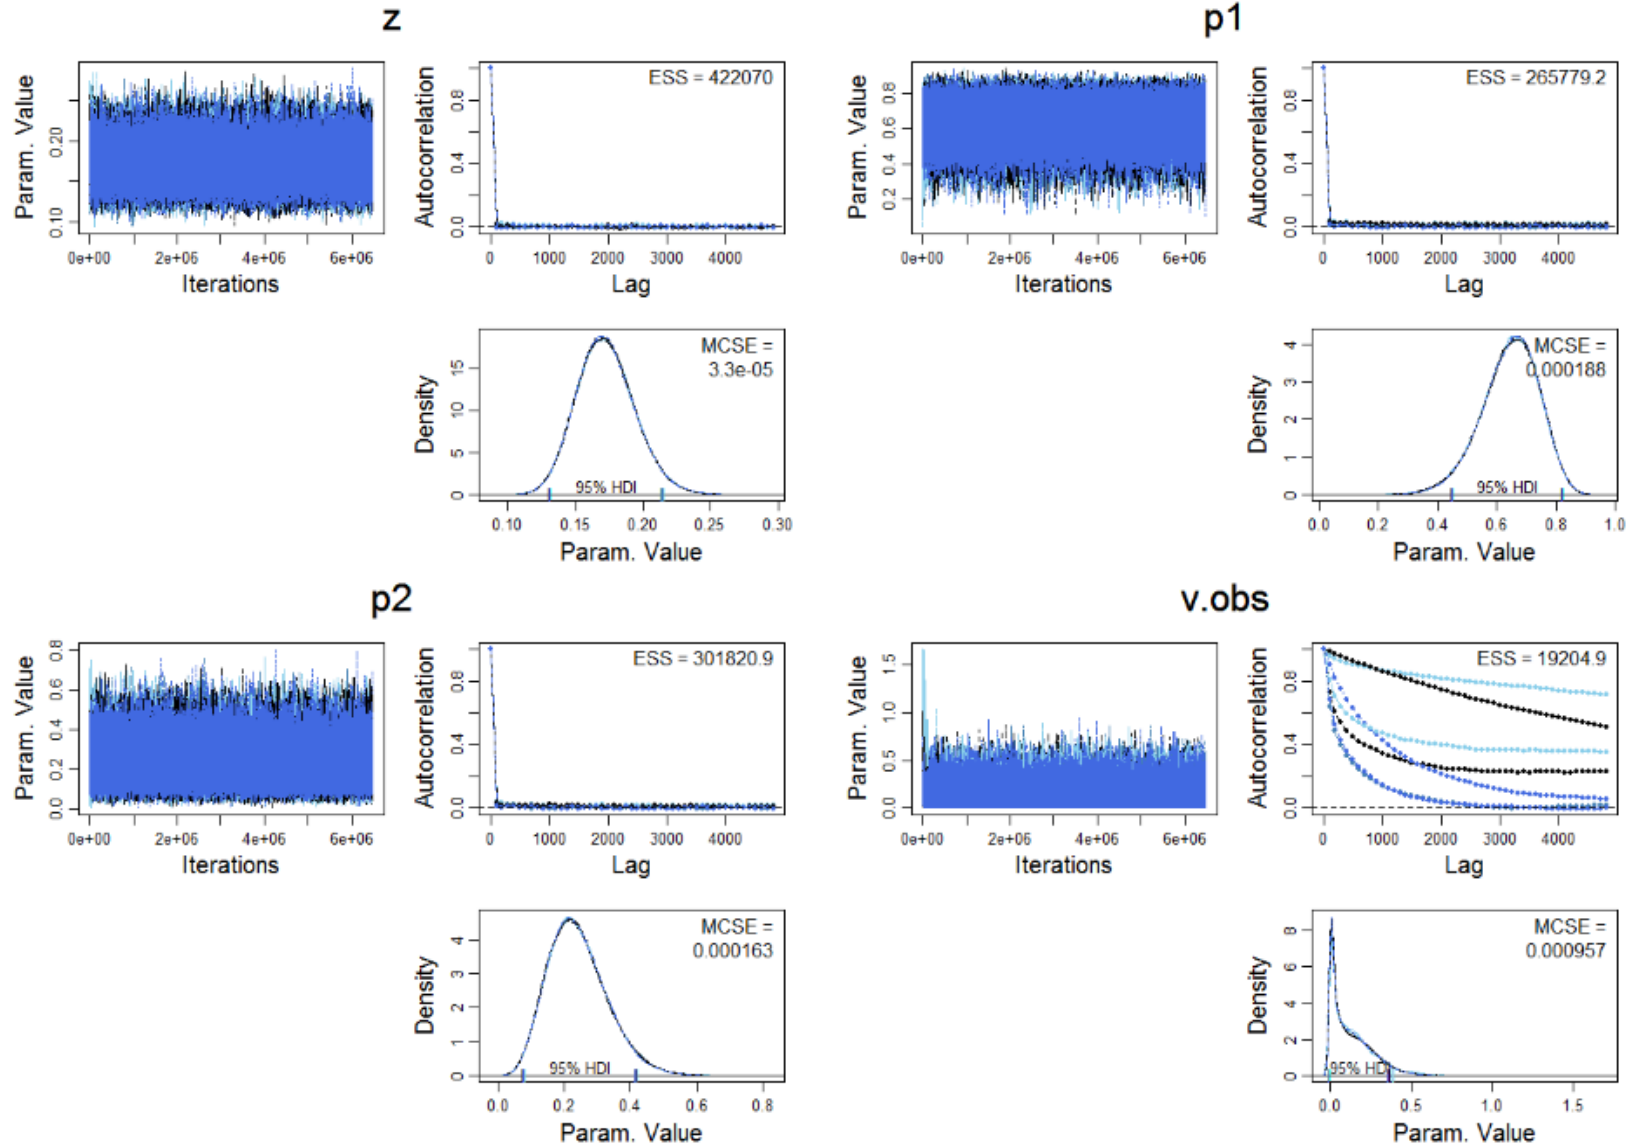 z
Param. Value
0.10
0.20
0e+00
2e+06
4e+06
6e+06
Iterations
Autocorrelation
0.0
0.4
0.8
ESS = 422070
0
1000
2000
3000
4000
Lag
Density
0
5
10
15
MCSE =
3.3e-05
95% HDI
0.10
0.15
0.20
0.25
0.30
Param. Value
p1
Param. Value
0.2
0.4
0.6
0.8
0e+00
2e+06
4e+06
6e+06
Iterations
Autocorrelation
0.0
0.4
0.8
ESS = 265779.2
0
1000
2000
3000
4000
Lag
Density
0
1
2
3
4
MCSE =
0.000188
95% HDI
0.0
0.2
0.4
0.6
0.8
1.0
Param. Value
p2
Param. Value
0.0
0.2
0.4
0.6
0.8
0e+00
2e+06
4e+06
6e+06
Iterations
Autocorrelation
0.0
0.4
0.8
ESS = 301820.9
0
1000
2000
3000
4000
Lag
Density
0
1
2
3
4
MCSE =
0.000163
95% HDI
0.0
0.2
0.4
0.6
0.8
Param. Value
v.obs
Param. Value
0.0
0.5
1.0
1.5
0e+00
2e+06
4e+06
6e+06
Iterations
Autocorrelation
0.0
0.4
0.8
ESS = 19204.9
0
1000
2000
3000
4000
Lag
Density
0
2
4
6
8
MCSE =
0.000957
95% HDI
0.0
0.5
1.0
1.5
Param. Value